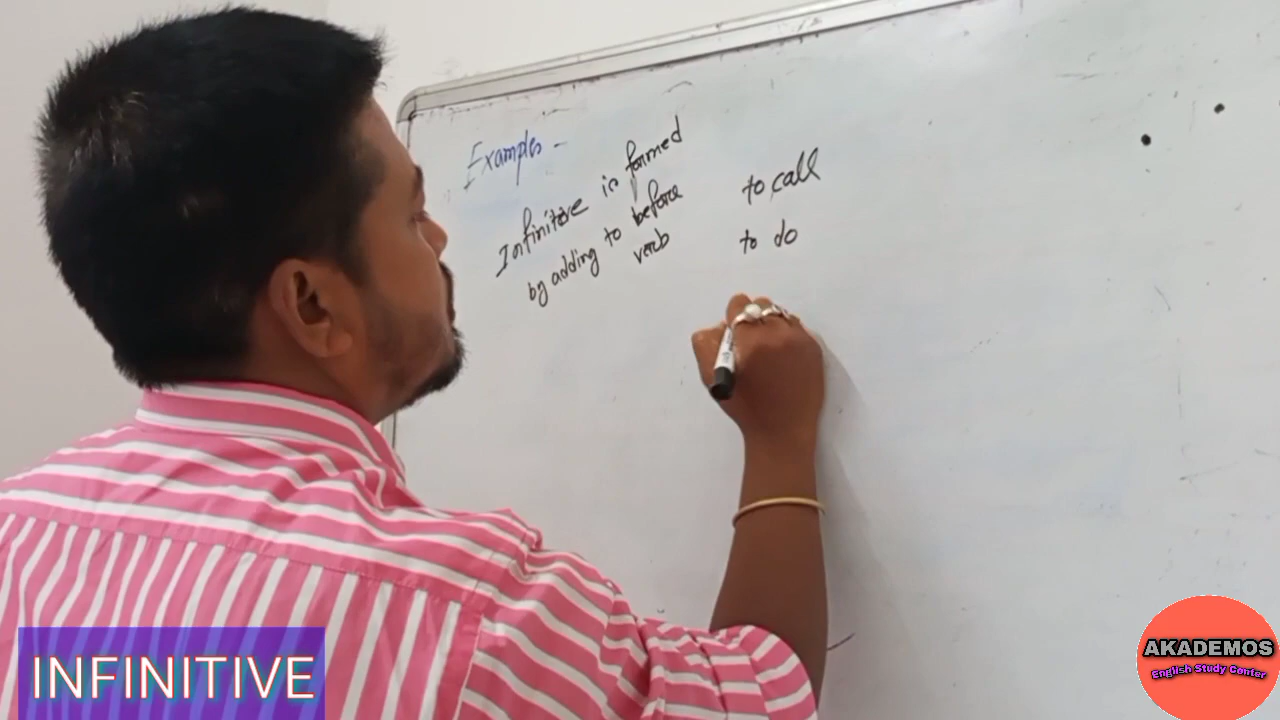 Examples -
Infinitive is formed
by adding to before
verb
to call
to do
INFINITIVE
AKADEMOS
English Study Center